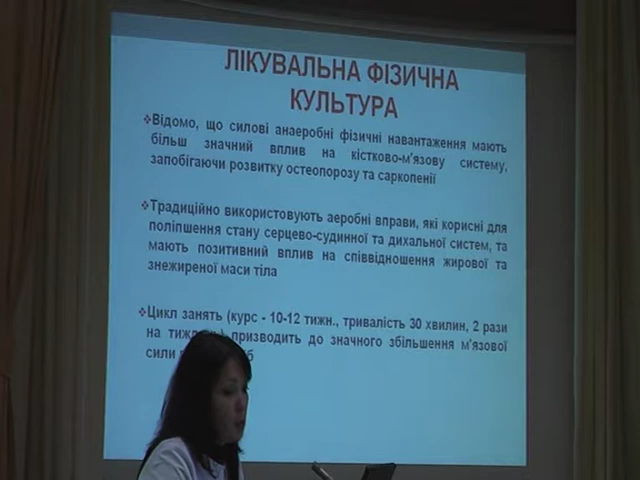 ЛІКУВАЛЬНА ФІЗИЧНА
КУЛЬТУРА
Відомо, що силові анаеробні фізичні навантаження мають
більш значний вплив на кістково-м'язову систему,
запобігаючи розвитку остеопорозу та саркопенії
Традиційно використовують аеробні вправи, які корисні для
поліпшення стану серцево-судинної та дихальної систем, та
мають позитивний вплив на співвідношення жирової та
знежиреної маси тіла
Цикл занять (курс - 10-12 тижн., тривалість 30 хвилин, 2 рази
на призводить до значного збільшення м'язової
сили